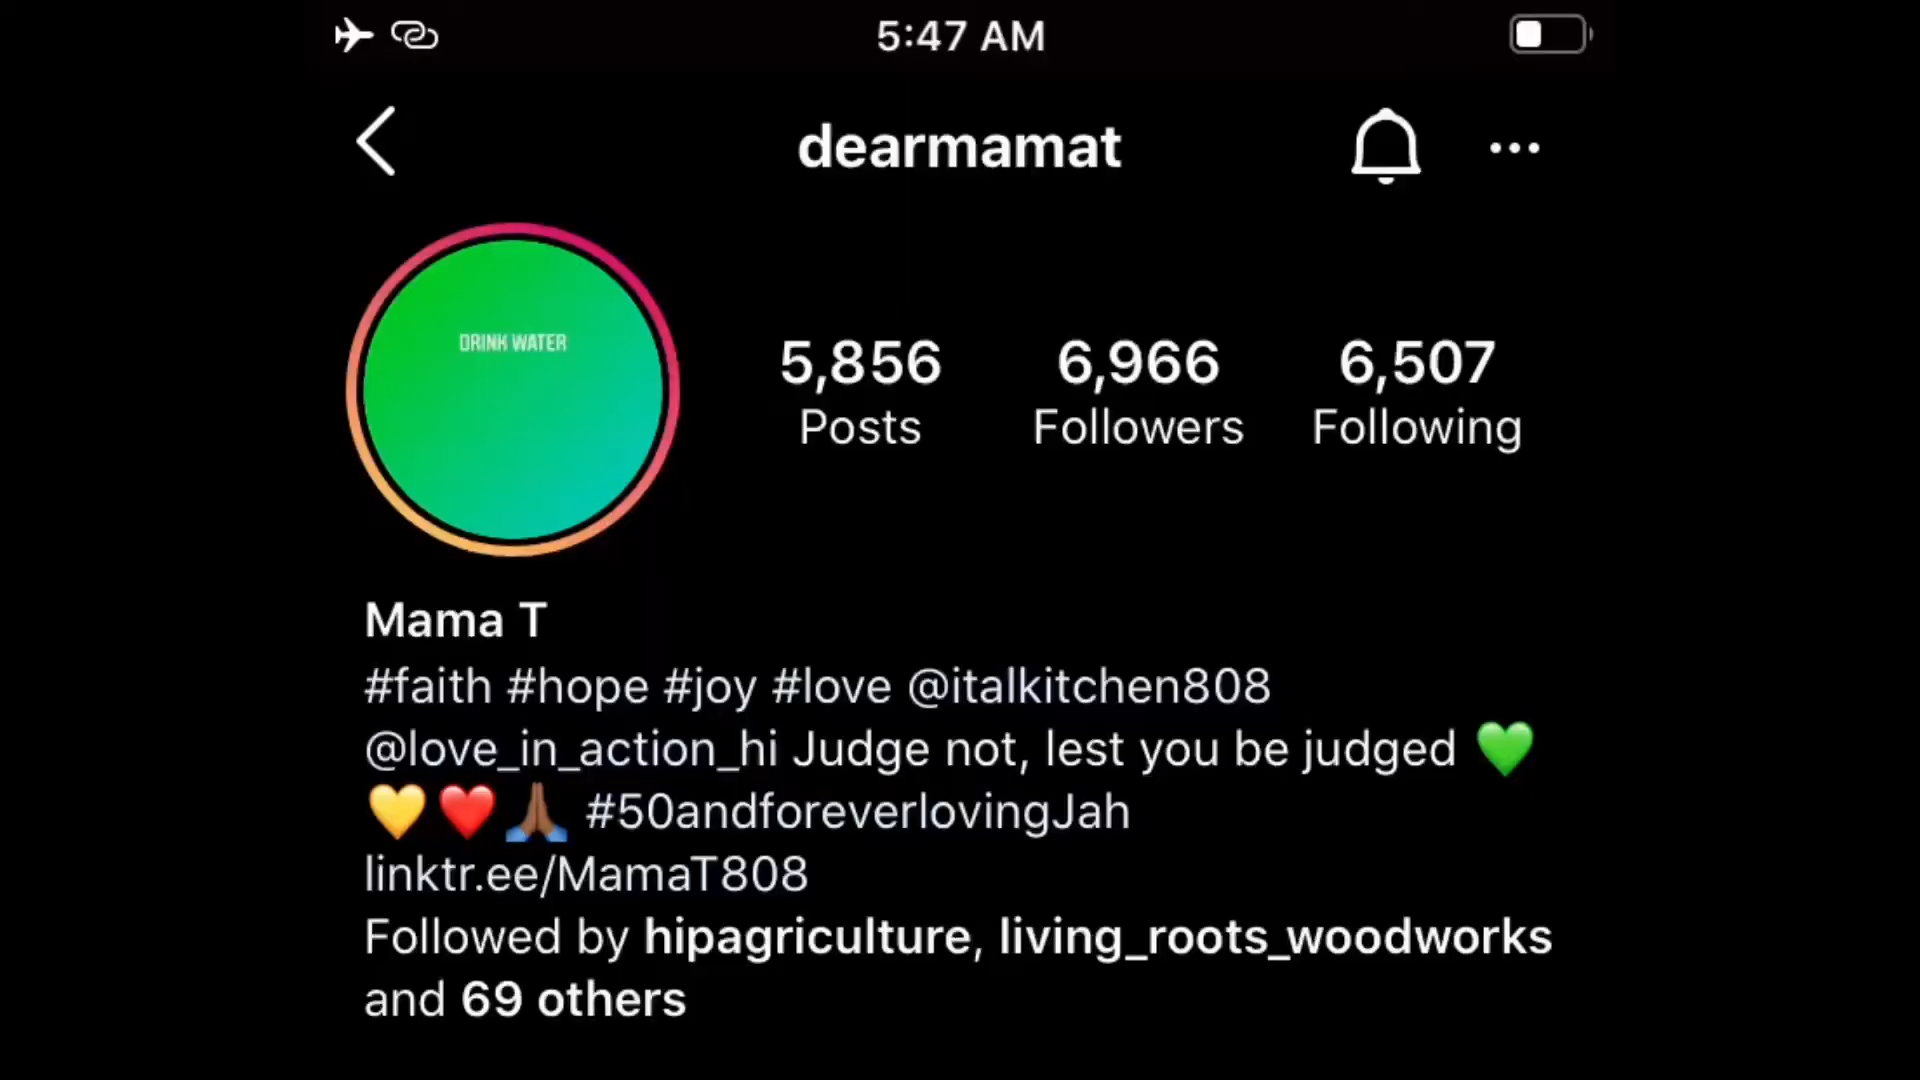 5:47 AM
dearmamat
DRINK WATER
5,856 6,966 6,507
Posts Followers Following
Mama T
#faith #hope #joy #love @italkitchen808
@love_in_action_hi Judge not, lest you be judged 💚
💛❤️🙏🏾 #50andforeverlovingJah
linktr.ee/MamaT808
Followed by hipagriculture, living_roots_woodworks
and 69 others